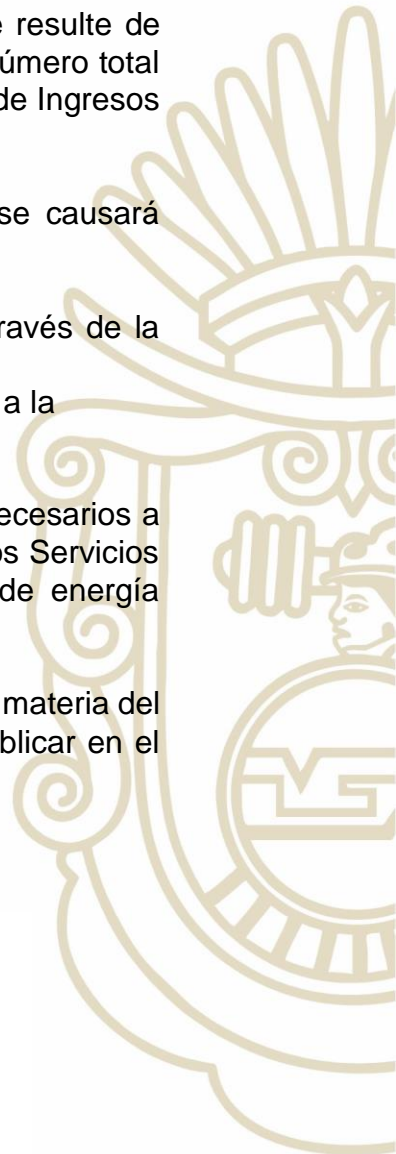 resulte de
úmero total
de Ingresos
se causará
ravés de la
a la
ecesarios a
os Servicios
de energía
materia del
blicar en el